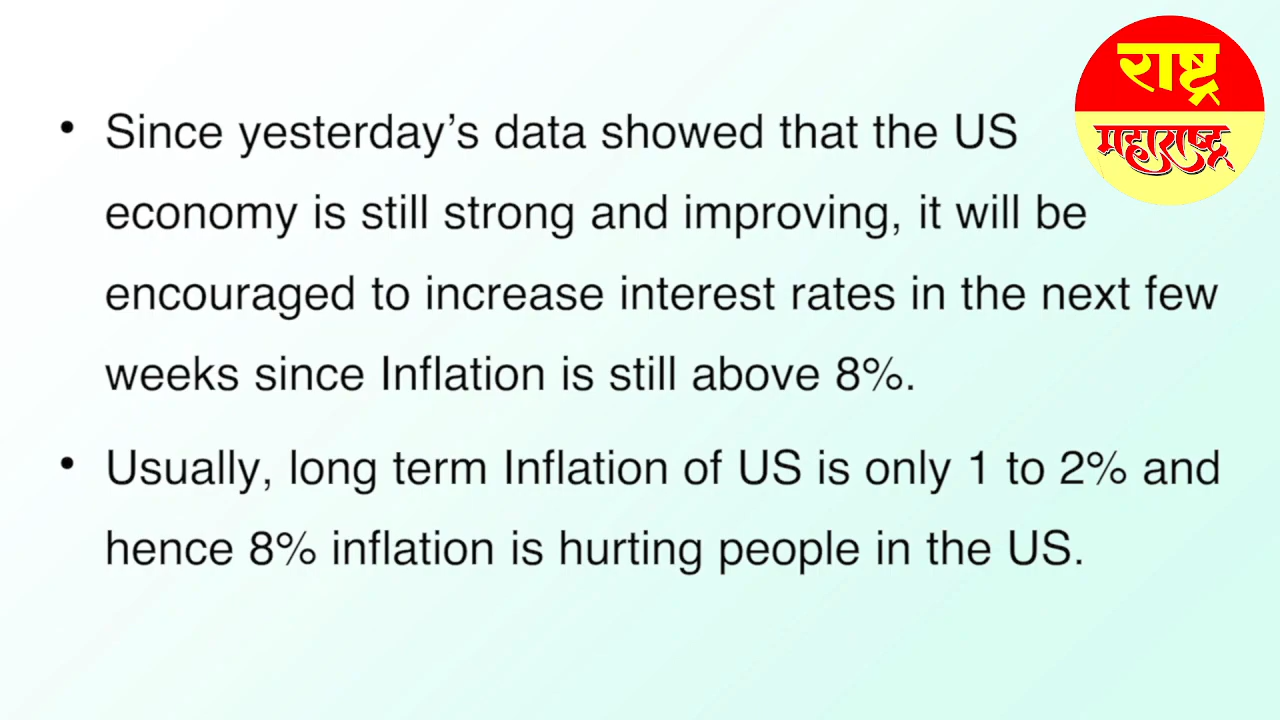 राष्ट्र
महाराष्ट्र
• Since yesterday’s data showed that the US
economy is still strong and improving, it will be
encouraged to increase interest rates in the next few
weeks since Inflation is still above 8%.
• Usually, long term Inflation of US is only 1 to 2% and
hence 8% inflation is hurting people in the US.